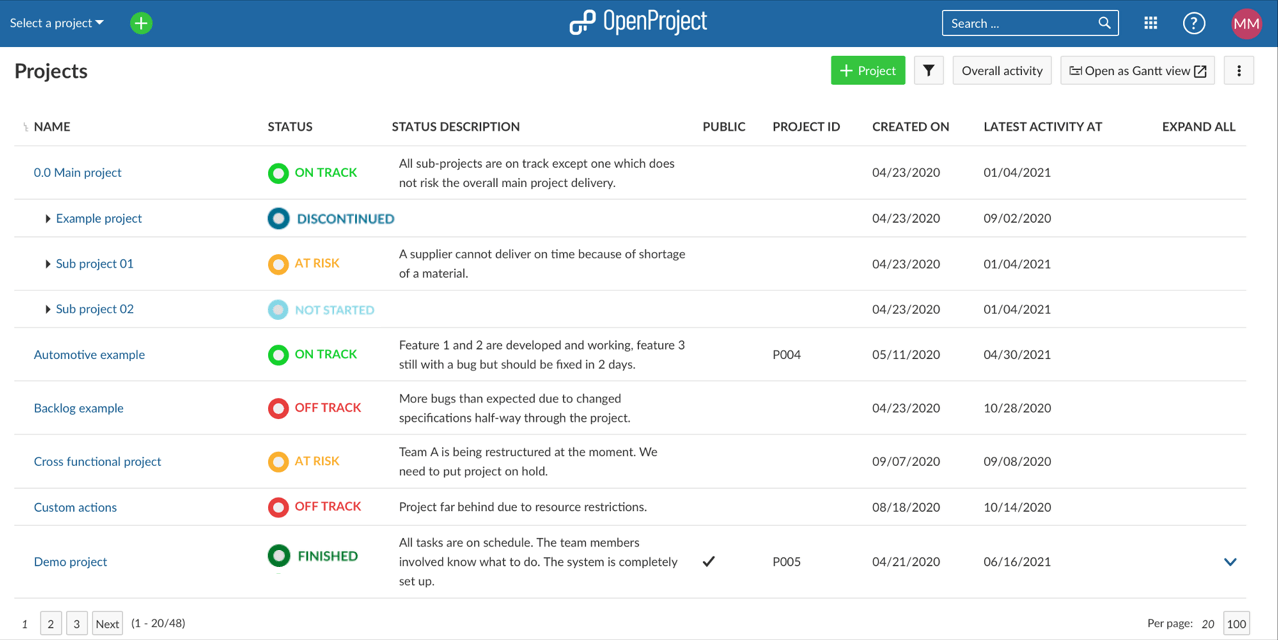 Select a project
OpenProject
Search ...
?
MM
Projects
+ Project
Overall activity
Open as Gantt view
NAME STATUS STATUS DESCRIPTION PUBLIC PROJECT ID CREATED ON LATEST ACTIVITY AT EXPAND ALL
0.0 Main project ON TRACK All sub-projects are on track except one which does 04/23/2020 01/04/2021
not risk the overall main project delivery.
Example project DISCONTINUED 04/23/2020 09/02/2020
Sub project 01 AT RISK A supplier cannot deliver on time because of shortage 04/23/2020 01/04/2021
of a material.
Sub project 02 NOT STARTED 04/23/2020 01/04/2021
Automotive example ON TRACK Feature 1 and 2 are developed and working, feature 3 P004 05/11/2020 04/30/2021
still with a bug but should be fixed in 2 days.
Backlog example OFF TRACK More bugs than expected due to changed 04/23/2020 10/28/2020
specifications half-way through the project.
Cross functional project AT RISK Team A is being restructured at the moment. We 09/07/2020 09/08/2020
need to put project on hold.
Custom actions OFF TRACK Project far behind due to resource restrictions. 08/18/2020 10/14/2020
Demo project FINISHED All tasks are on schedule. The team members P005 04/21/2020 06/16/2021
involved know what to do. The system is completely
set up.
1 2 3 Next (1 - 20/48) Per page: 20 100